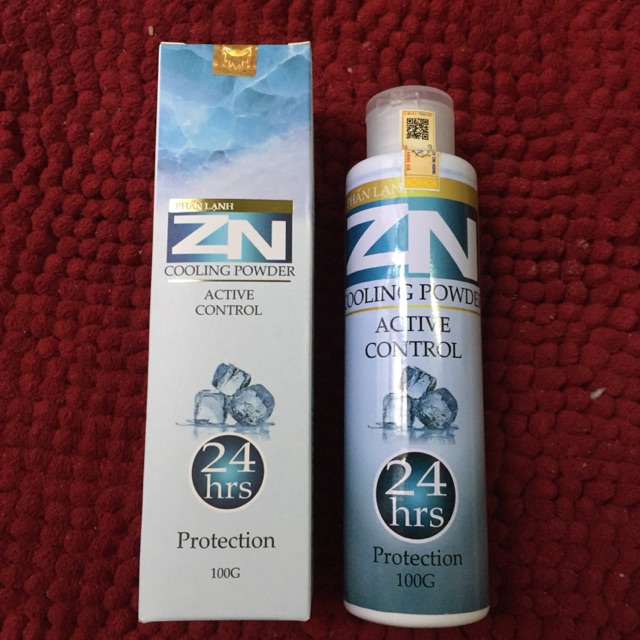 PHẤN LẠNH
ZN
COOLING POWDER
ACTIVE
CONTROL
24
hrs
Protection
100G
PHẤN LẠNH
ZN
COOLING POWDER
ACTIVE
CONTROL
24
hrs
Protection
100G